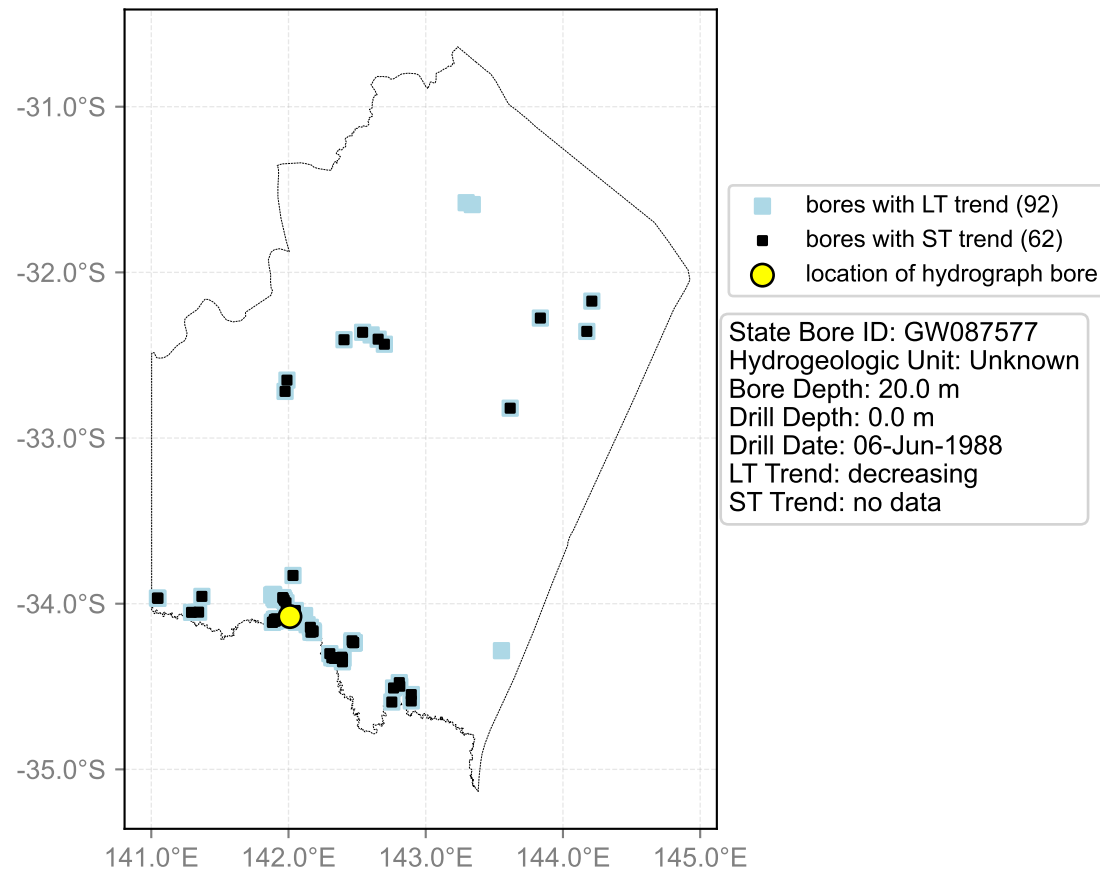 -31.0°S
-32.0°S
-33.0°S
-34.0°S
-35.0°S
141.0°E 142.0°E 143.0°E 144.0°E 145.0°E
bores with LT trend (92)
bores with ST trend (62)
location of hydrograph bore
State Bore ID: GW087577
Hydrogeologic Unit: Unknown
Bore Depth: 20.0 m
Drill Depth: 0.0 m
Drill Date: 06-Jun-1988
LT Trend: decreasing
ST Trend: no data